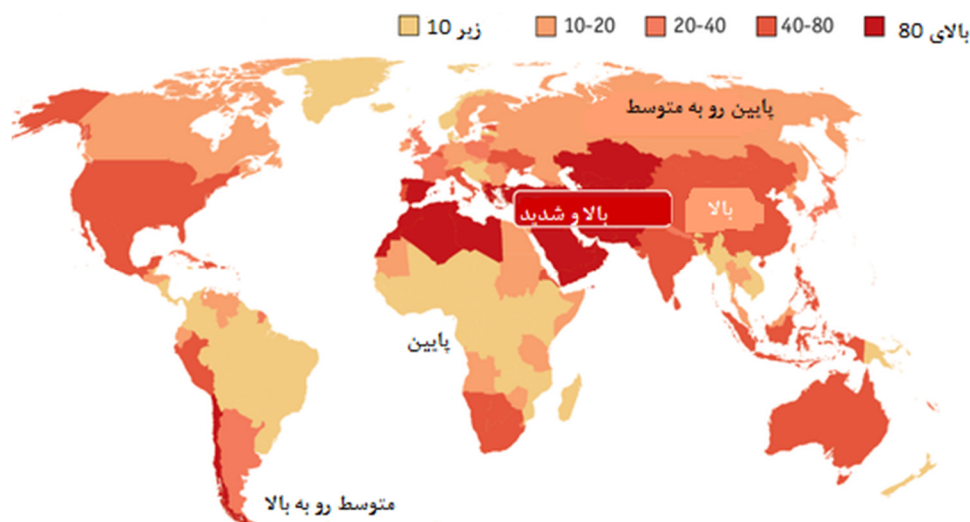 زیر 10
10-20
20-40
40-80
بالای 80
پایین رو به متوسط
بالا
بالا و شدید
پایین
متوسط رو به بالا